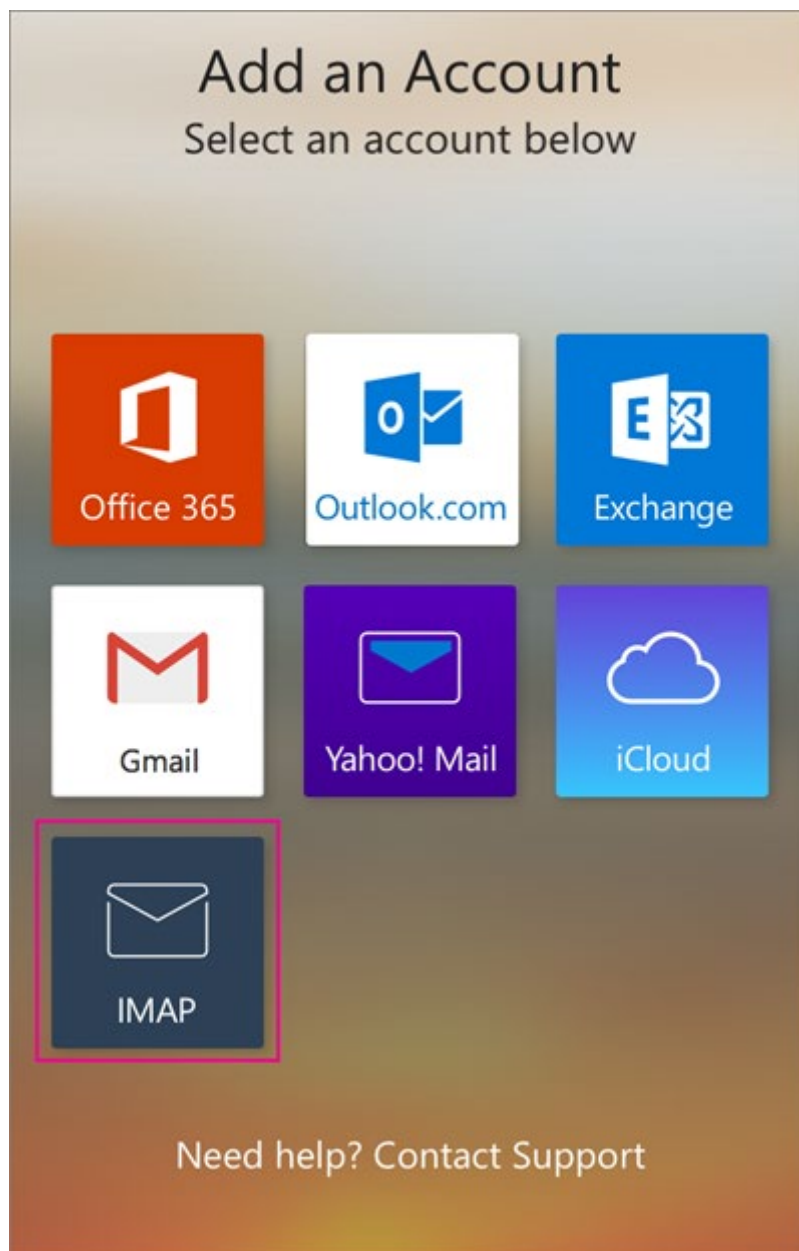 Add an Account
Select an account below
Office 365
O
Outlook.com
E
Exchange
Gmail
Yahoo! Mail
iCloud
IMAP
Need help? Contact Support